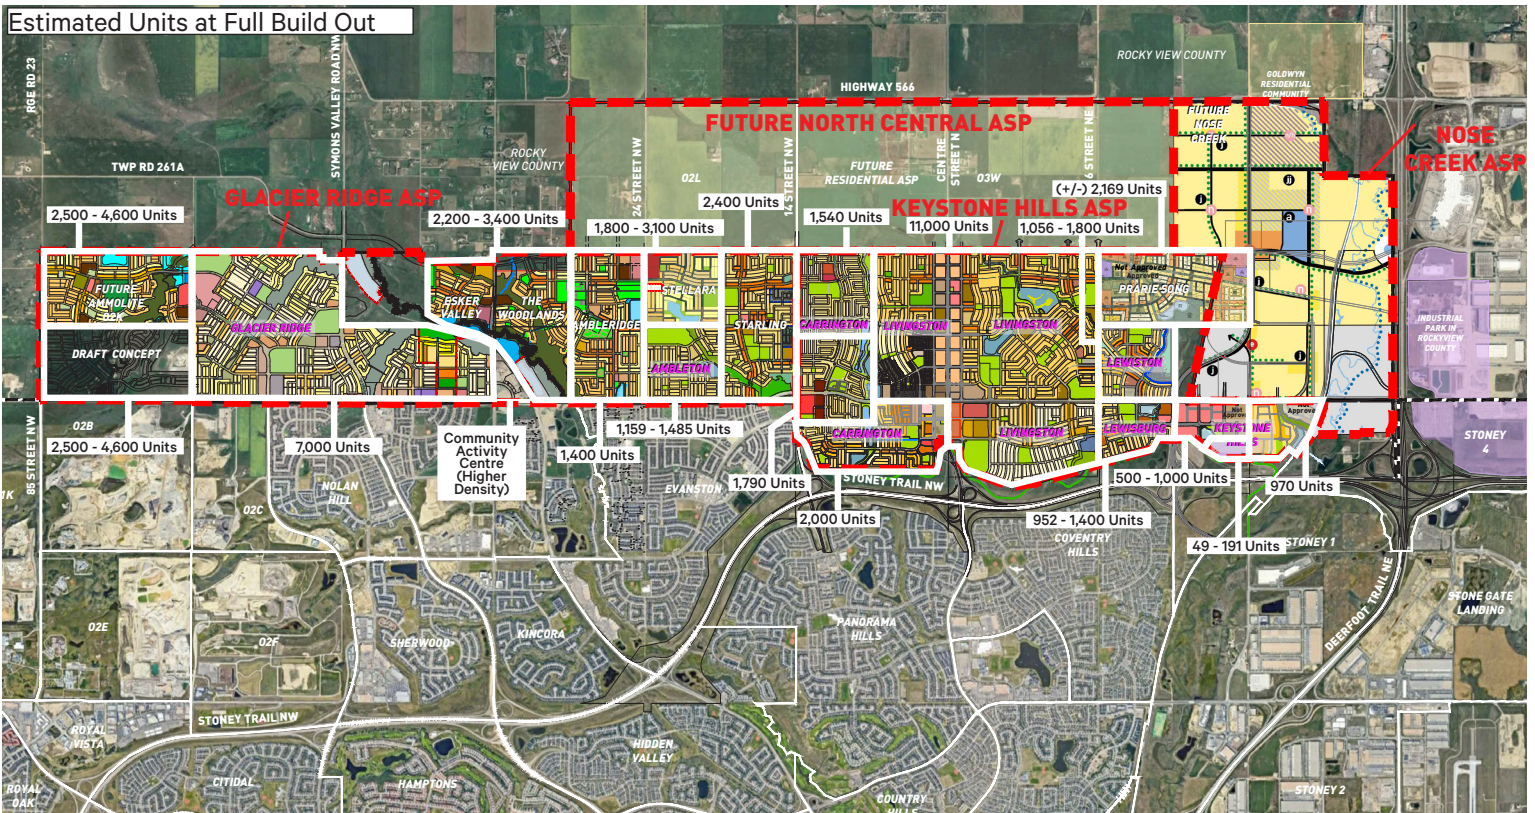 Estimated Units at Full Build Out
ROCKY VIEW COUNTY
GOLDWYN
RESIDENTIAL
COMMUNITY
RGE RD 23
SYMONS VALLEY ROAD NW
HIGHWAY 566
FUTURE NORTH CENTRAL ASP
FUTURE
NOSE
CREEK
NOSE
CREEK ASP
TWP RD 261A
ROCKY
VIEW COUNTY
24 STREET NW
02L
14 STREET NW
FUTURE
RESIDENTIAL ASP
CENTRE
STREET N
03W
6 STREET NE
GLACIER RIDGE ASP
KEYSTONE HILLS ASP
2,500 - 4,600 Units
2,200 - 3,400 Units
1,800 - 3,100 Units
2,400 Units
1,540 Units
11,000 Units
1,056 - 1,800 Units
(+/-) 2,169 Units
j
jj
j
a
n
n
j
n
e
j
j
FUTURE
AMMOLITE
02K
DRAFT CONCEPT
GLACIER RIDGE
ESKER
VALLEY
THE
WOODLANDS
AMBLERIDGE
STELLARA
AMBLETON
STARLING
CARRINGTON
LIVINGSTON
LIVINGSTON
Not Approved
Approved
PRARIE SONG
LEWISTON
INDUSTRIAL
PARK IN
ROCKYVIEW
COUNTY
CARRINGTON
LIVINGSTON
LEWISBURG
Not
Approved
Approved
KEYSTONE
HILLS
STONEY
4
85 STREET NW
02B
2,500 - 4,600 Units
7,000 Units
Community
Activity
Centre
(Higher
Density)
1,400 Units
1,159 - 1,485 Units
1,790 Units
2,000 Units
952 - 1,400 Units
500 - 1,000 Units
49 - 191 Units
970 Units
STONEY TRAIL NW
1K
NOLAN
HILL
02C
EVANSTON
COVENTRY
HILLS
STONEY 1
02E
02F
SHERWOOD
KINCORA
PANORAMA
HILLS
DEERFOOT TRAIL NE
STONE GATE
LANDING
STONEY TRAIL NW
ROYAL
VISTA
HIDDEN
VALLEY
CITIDAL
HAMPTONS
ROYAL
OAK
COUNTRY
HILLS
STONEY 2